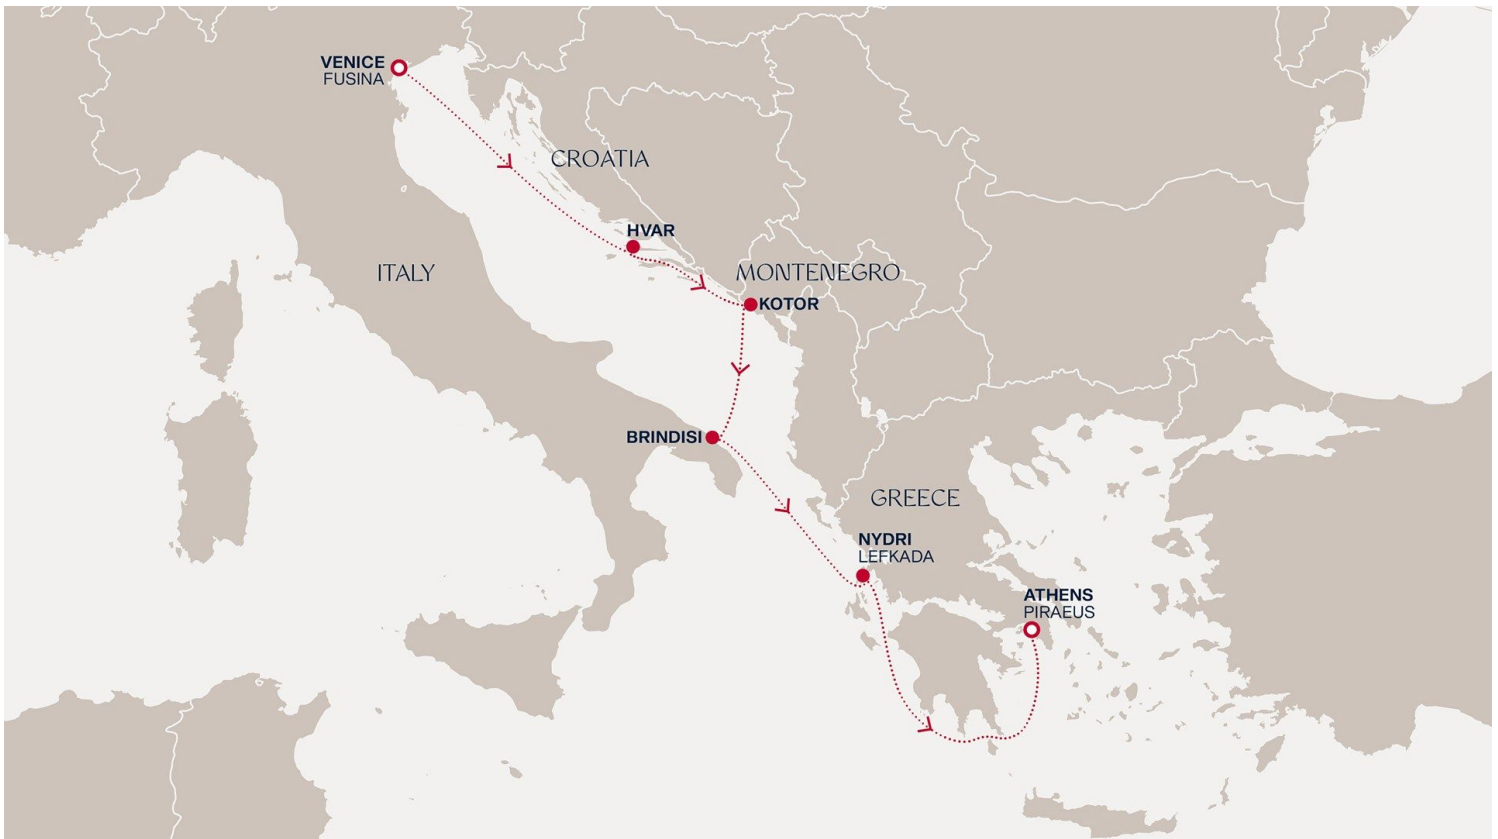 VENICE
FUSINA
CROATIA
HVAR
ITALY
MONTENEGRO
KOTOR
BRINDISI
GREECE
NYDRI
LEFKADA
ATHENS
PIRAEUS